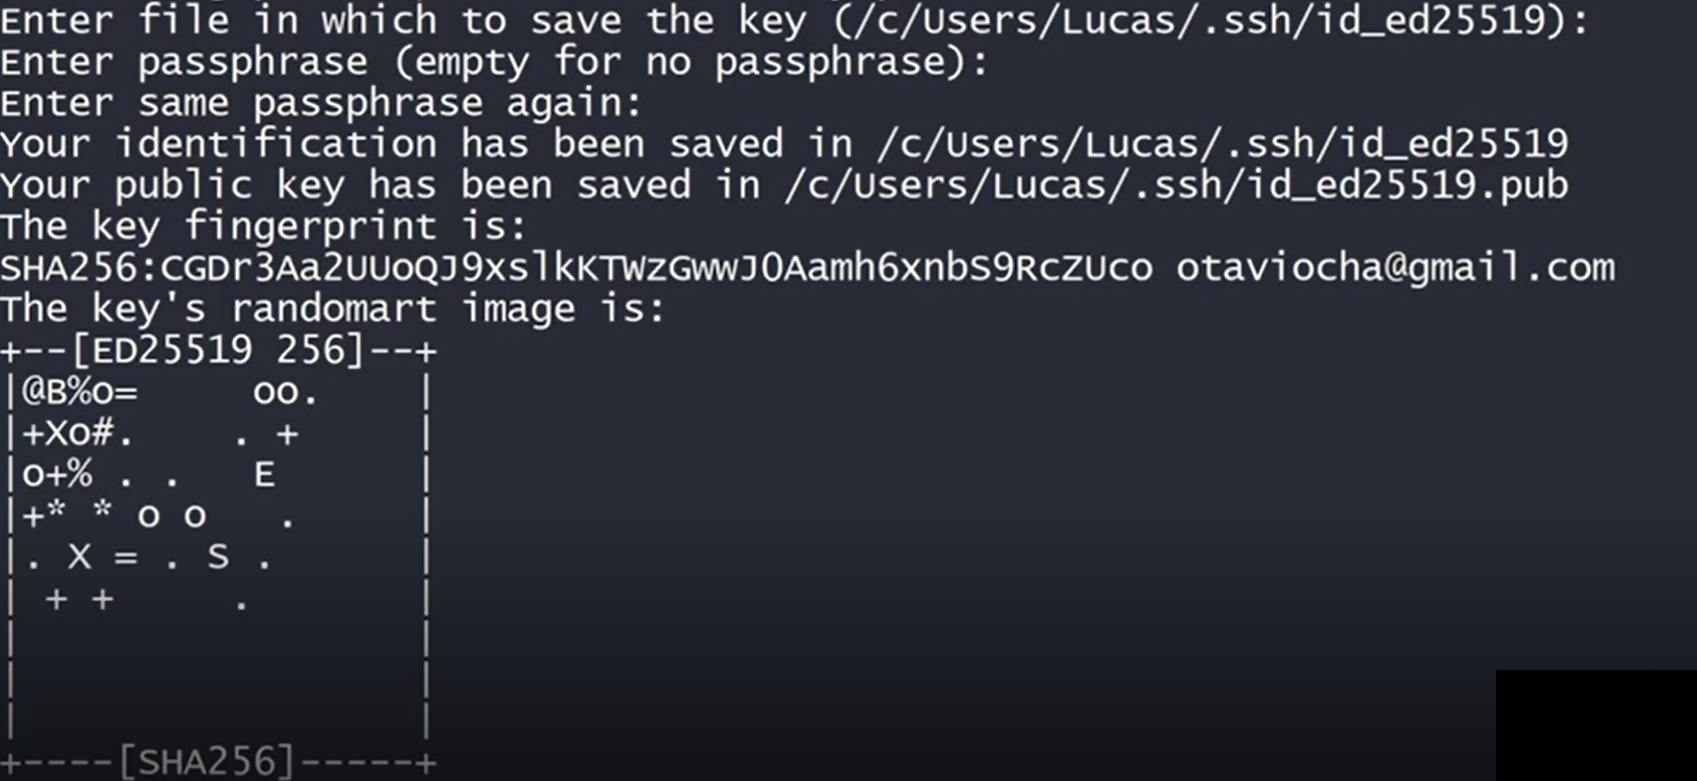 Enter file in which to save the key (/c/Users/Lucas/.ssh/id_ed25519):
Enter passphrase (empty for no passphrase):
Enter same passphrase again:
Your identification has been saved in /c/Users/Lucas/.ssh/id_ed25519
Your public key has been saved in /c/Users/Lucas/.ssh/id_ed25519.pub
The key fingerprint is:
SHA256:CGDr3Aa2UUoQJ9xslkKTWzGwwJ0Aamh6xnbS9RcZUco otaviocha@gmail.com
The key's randomart image is:
+--[ED25519 256]--+
|@B%o=     oo.    |
|+Xo#.    . +     |
|o+% . .   E      |
|+* * o o   .     |
|. X = . S .      |
| + +     .       |
|                 |
|                 |
|                 |
+----[SHA256]-----+